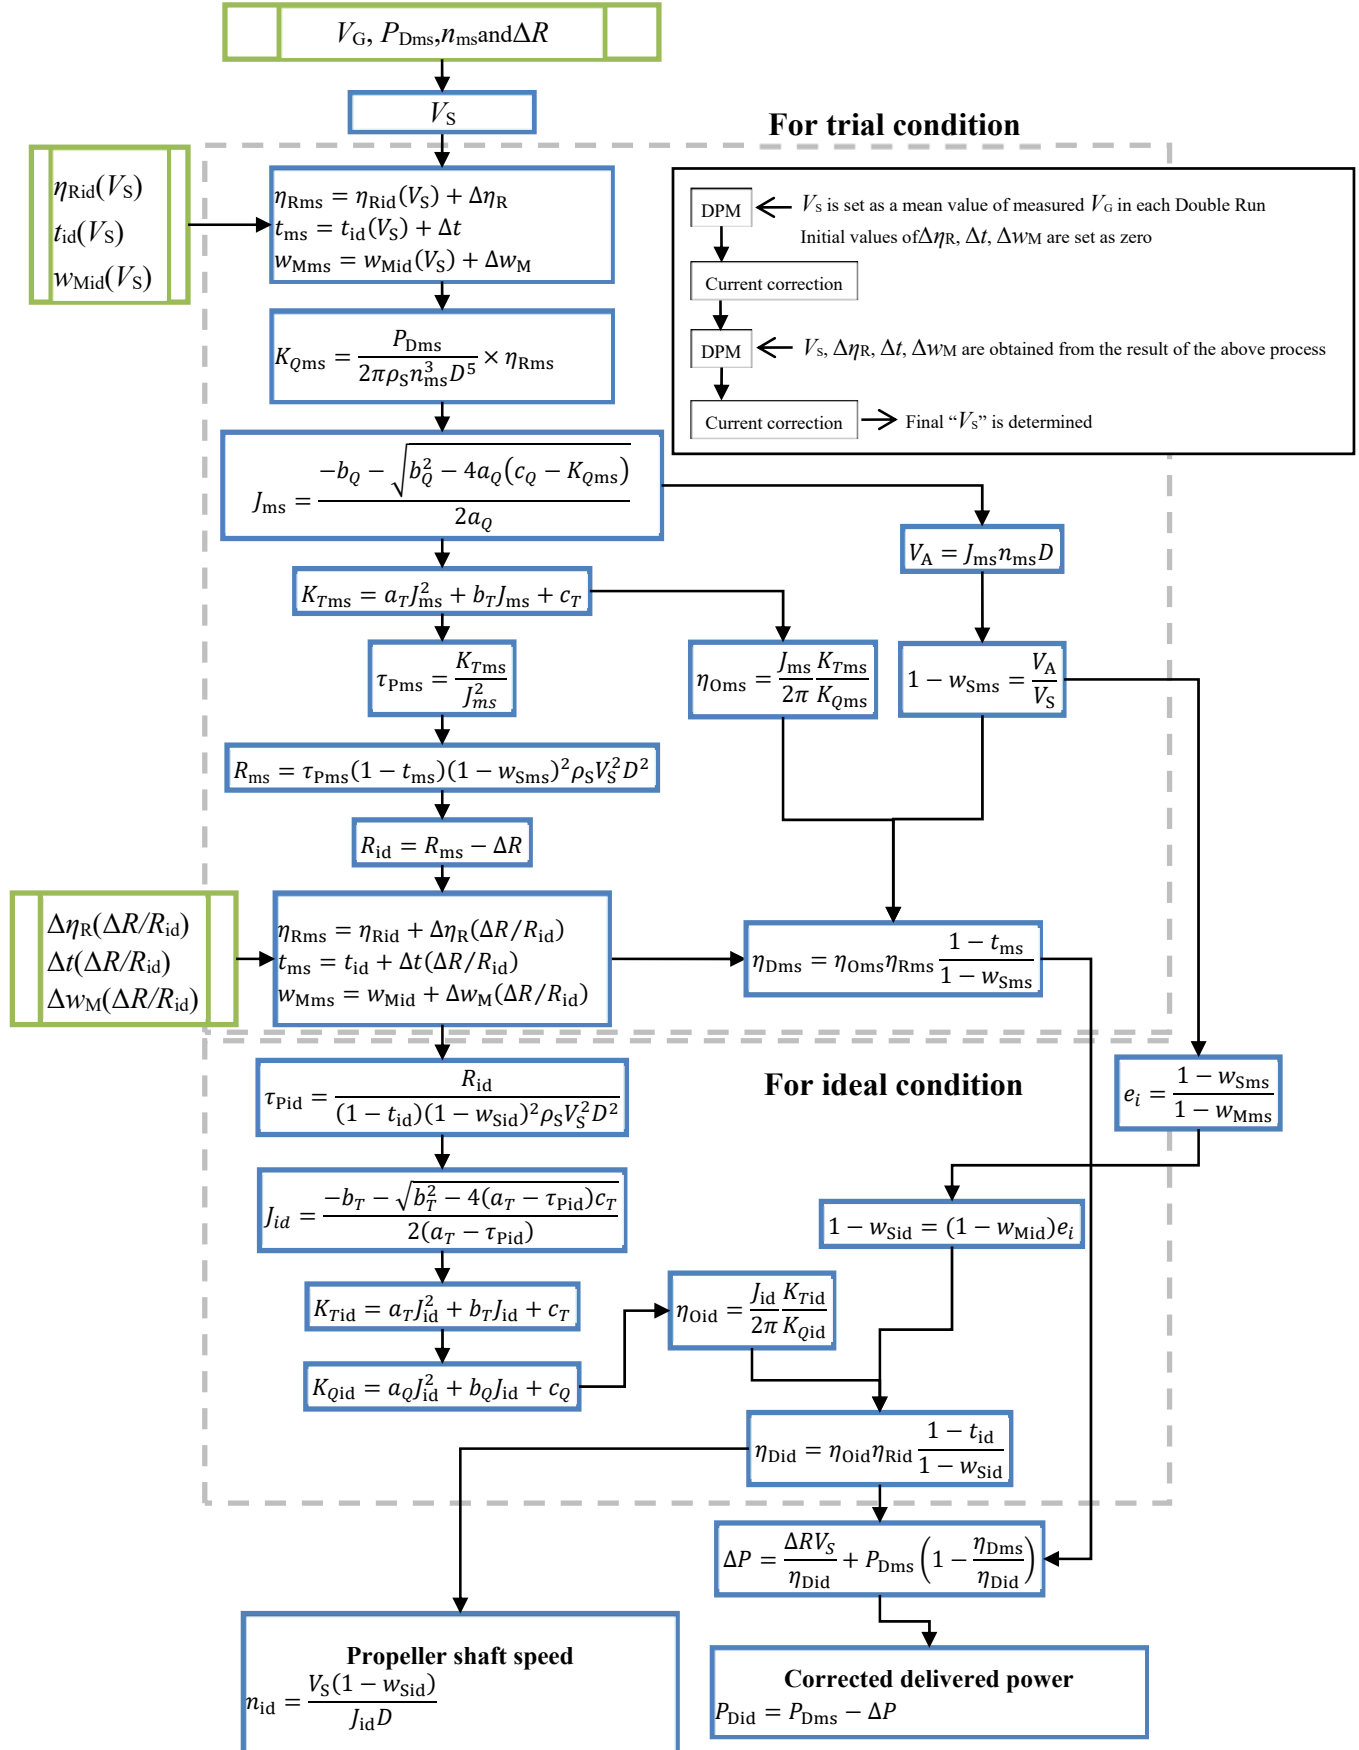 V_G, P_Dms,n_ms and ΔR
V_S
For trial condition
η_Rid(V_S)
t_id(V_S)
w_Mid(V_S)
η_Rms = η_Rid(V_S) + Δη_R
t_ms = t_id(V_S) + Δt
w_Mms = w_Mid(V_S) + Δw_M
DPM
V_S is set as a mean value of measured V_G in each Double Run
Initial values of Δη_R, Δt, Δw_M are set as zero
Current correction
DPM
V_S, Δη_R, Δt, Δw_M are obtained from the result of the above process
Current correction
Final “V_S” is determined
K_Qms = P_Dms / (2πρ_S n_ms^3 D^5) × η_Rms
J_ms = (−b_Q − √(b_Q^2 − 4a_Q(c_Q − K_Qms))) / (2a_Q)
V_A = J_ms n_ms D
K_Tms = a_T J_ms^2 + b_T J_ms + c_T
τ_Pms = K_Tms / J_ms^2
η_Oms = (J_ms / 2π) (K_Tms / K_Qms)
1 − w_Sms = V_A / V_S
R_ms = τ_Pms(1 − t_ms)(1 − w_Sms)^2 ρ_S V_S^2 D^2
R_id = R_ms − ΔR
Δη_R(ΔR/R_id)
Δt(ΔR/R_id)
Δw_M(ΔR/R_id)
η_Rms = η_Rid + Δη_R(ΔR/R_id)
t_ms = t_id + Δt(ΔR/R_id)
w_Mms = w_Mid + Δw_M(ΔR/R_id)
η_Dms = η_Oms η_Rms (1 − t_ms) / (1 − w_Sms)
For ideal condition
τ_Pid = R_id / ((1 − t_id)(1 − w_Sid)^2 ρ_S V_S^2 D^2)
e_i = (1 − w_Sms) / (1 − w_Mms)
J_id = (−b_T − √(b_T^2 − 4(a_T − τ_Pid)c_T)) / (2(a_T − τ_Pid))
1 − w_Sid = (1 − w_Mid)e_i
K_Tid = a_T J_id^2 + b_T J_id + c_T
η_Oid = (J_id / 2π) (K_Tid / K_Qid)
K_Qid = a_Q J_id^2 + b_Q J_id + c_Q
η_Did = η_Oid η_Rid (1 − t_id) / (1 − w_Sid)
ΔP = ΔRV_S / η_Did + P_Dms (1 − η_Dms / η_Did)
Propeller shaft speed
n_id = V_S(1 − w_Sid) / (J_id D)
Corrected delivered power
P_Did = P_Dms − ΔP